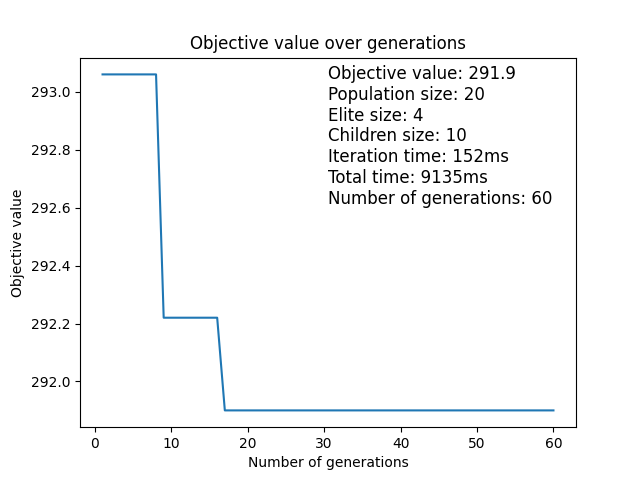 Objective value over generations
Objective value: 291.9
Population size: 20
Elite size: 4
Children size: 10
Iteration time: 152ms
Total time: 9135ms
Number of generations: 60
Objective value
293.0
292.8
292.6
292.4
292.2
292.0
0 10 20 30 40 50 60
Number of generations